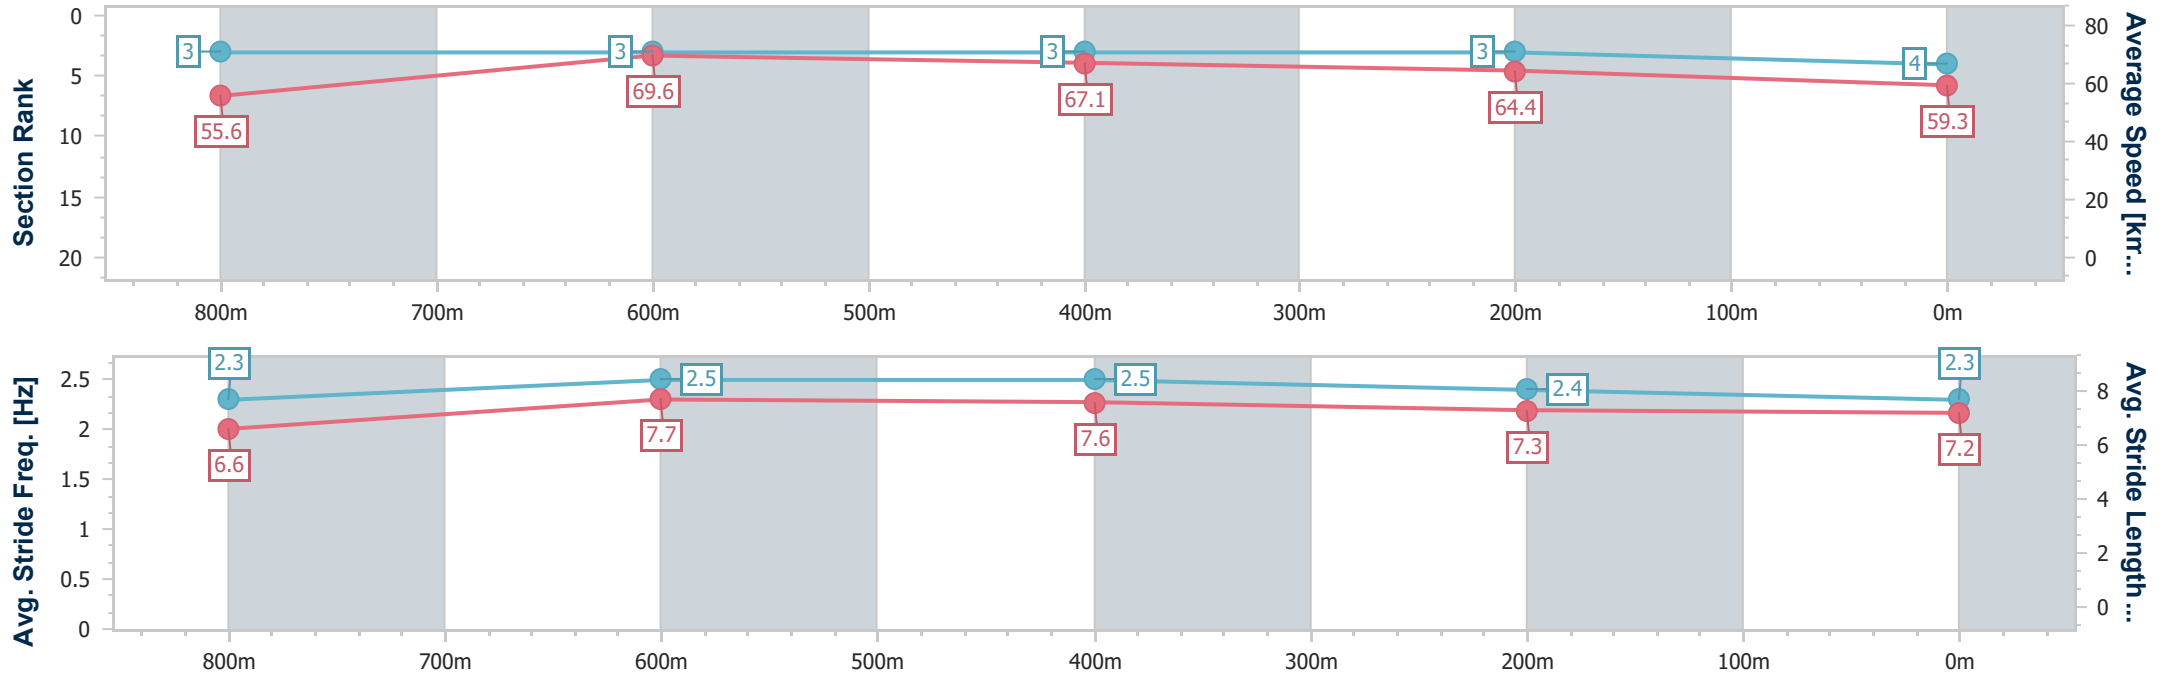 Section Rank
0
5
10
15
20
3
3
3
3
4
55.6
69.6
67.1
64.4
59.3
80
60
40
20
0
Average Speed [km...
800m
700m
600m
500m
400m
300m
200m
100m
0m
Avg. Stride Freq. [Hz]
2.5
2
1.5
1
0.5
0
2.3
2.5
2.5
2.4
2.3
6.6
7.7
7.6
7.3
7.2
8
6
4
2
0
Avg. Stride Length ...
800m
700m
600m
500m
400m
300m
200m
100m
0m